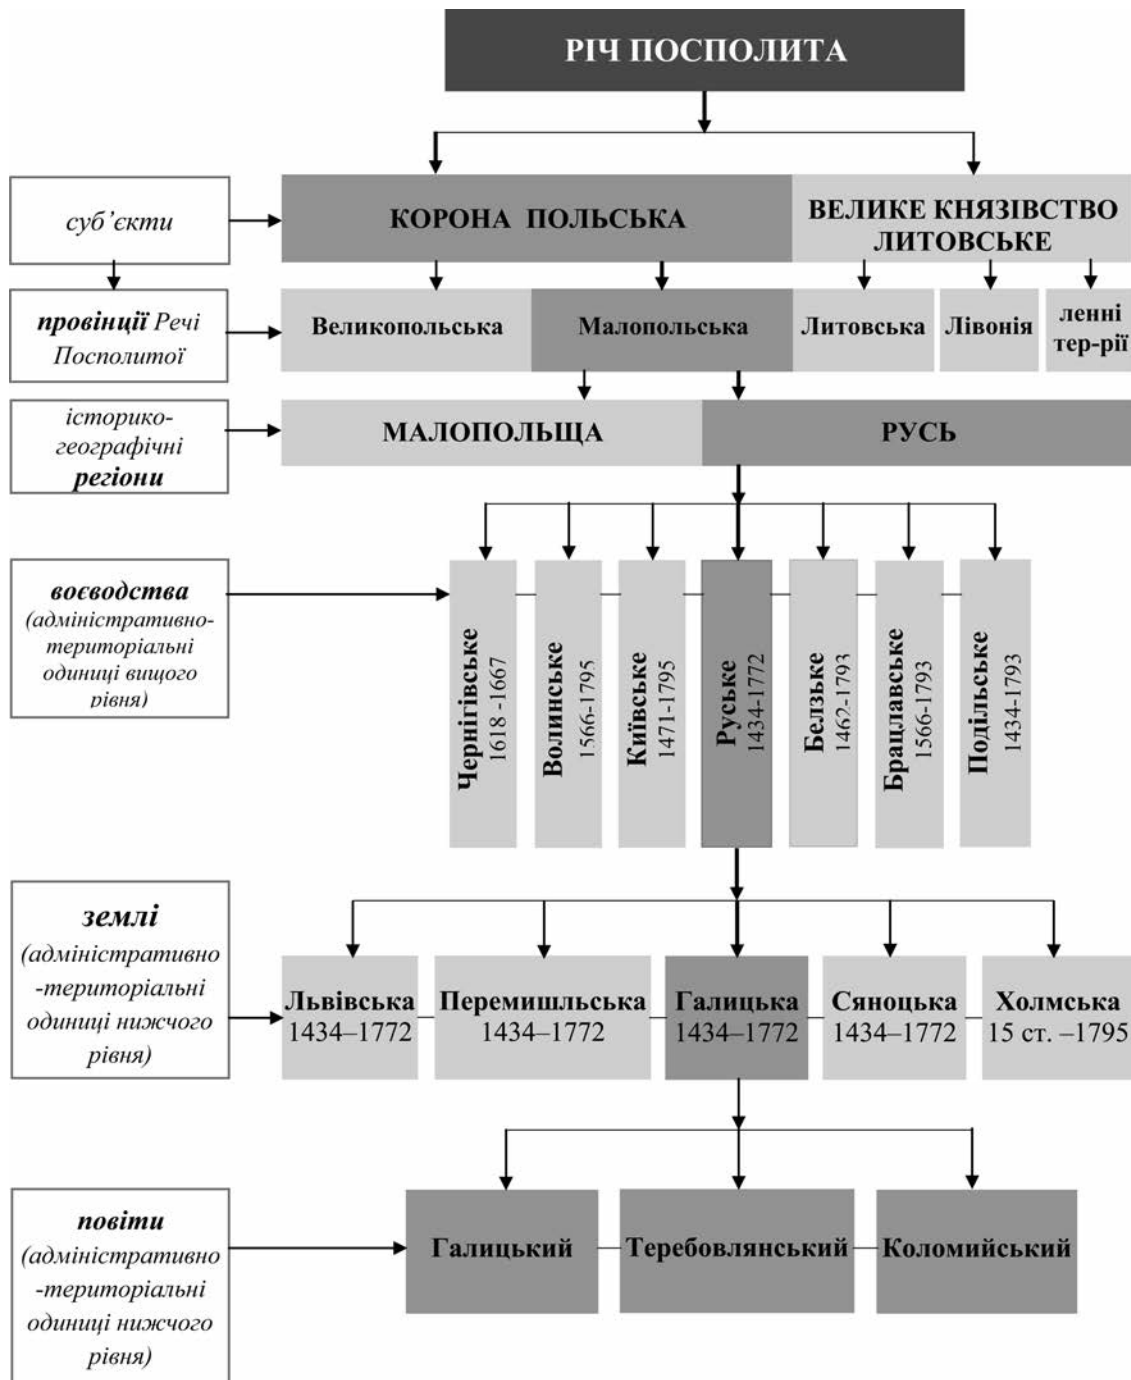 РІЧ ПОСПОЛИТА
суб’єкти
КОРОНА ПОЛЬСЬКА
ВЕЛИКЕ КНЯЗІВСТВО
ЛИТОВСЬКЕ
провінції Речі
Посполитої
Великопольська
Малопольська
Литовська
Лівонія
ленні
тер-рії
історико-
географічні
регіони
МАЛОПОЛЬЩА
РУСЬ
воєводства
(адміністративно-
територіальні
одиниці вищого
рівня)
Чернігівське
1618 -1667
Волинське
1566-1795
Київське
1471-1795
Руське
1434-1772
Белзьке
1462-1793
Брацлавське
1566-1793
Подільське
1434-1793
землі
(адміністративно
-територіальні
одиниці нижчого
рівня)
Львівська
1434–1772
Перемишльська
1434–1772
Галицька
1434–1772
Сяноцька
1434–1772
Холмська
15 ст. –1795
повіти
(адміністративно
-територіальні
одиниці нижчого
рівня)
Галицький
Теребовлянський
Коломийський